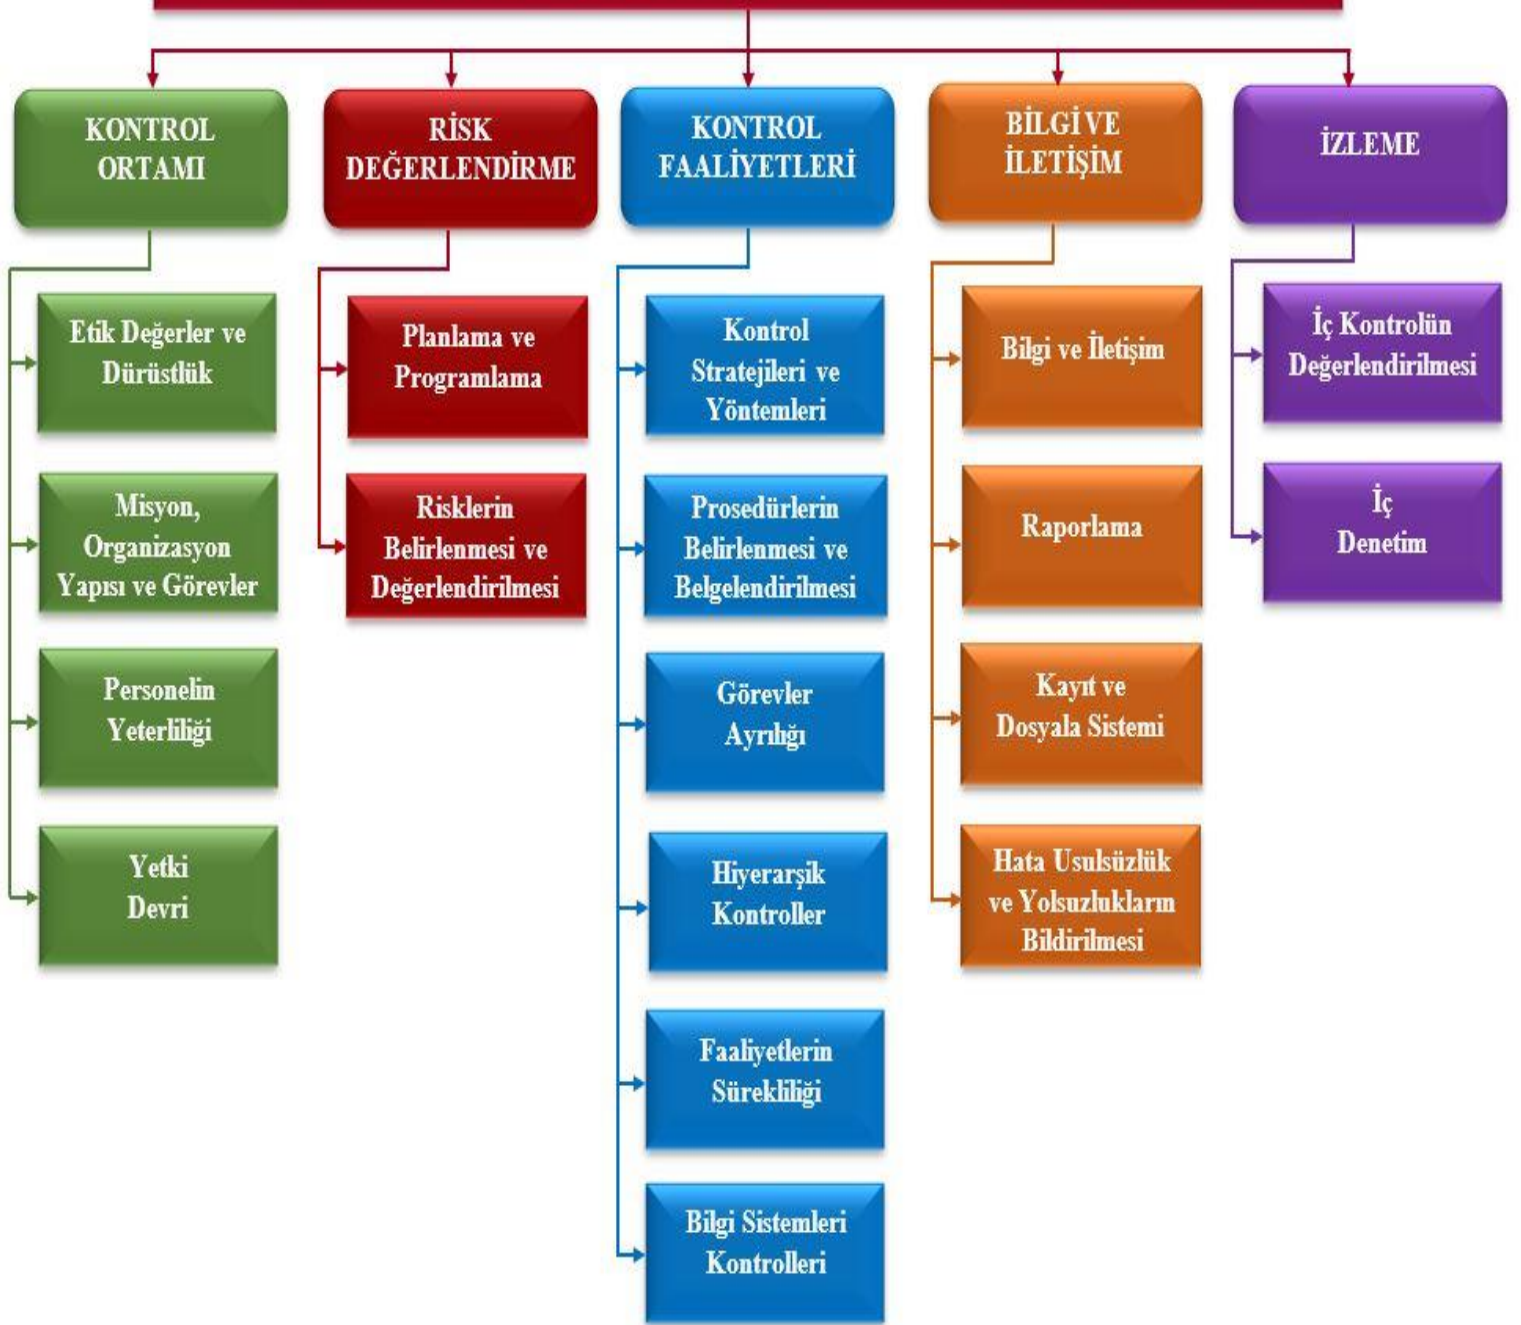 KONTROL
ORTAMI
RİSK
DEĞERLENDİRME
KONTROL
FAALİYETLERİ
BİLGİ VE
İLETİŞİM
İZLEME
Etik Değerler ve
Dürüstlük
Misyon,
Organizasyon
Yapısı ve Görevler
Personelin
Yeterliliği
Yetki
Devri
Planlama ve
Programlama
Risklerin
Belirlenmesi ve
Değerlendirilmesi
Kontrol
Stratejileri ve
Yöntemleri
Prosedürlerin
Belirlenmesi ve
Belgelendirilmesi
Görevler
Ayrılığı
Hiyerarşik
Kontroller
Faaliyetlerin
Sürekliliği
Bilgi Sistemleri
Kontrolleri
Bilgi ve İletişim
Raporlama
Kayıt ve
Dosyala Sistemi
Hata Usulsüzlük
ve Yolsuzlukların
Bildirilmesi
İç Kontrolün
Değerlendirilmesi
İç
Denetim